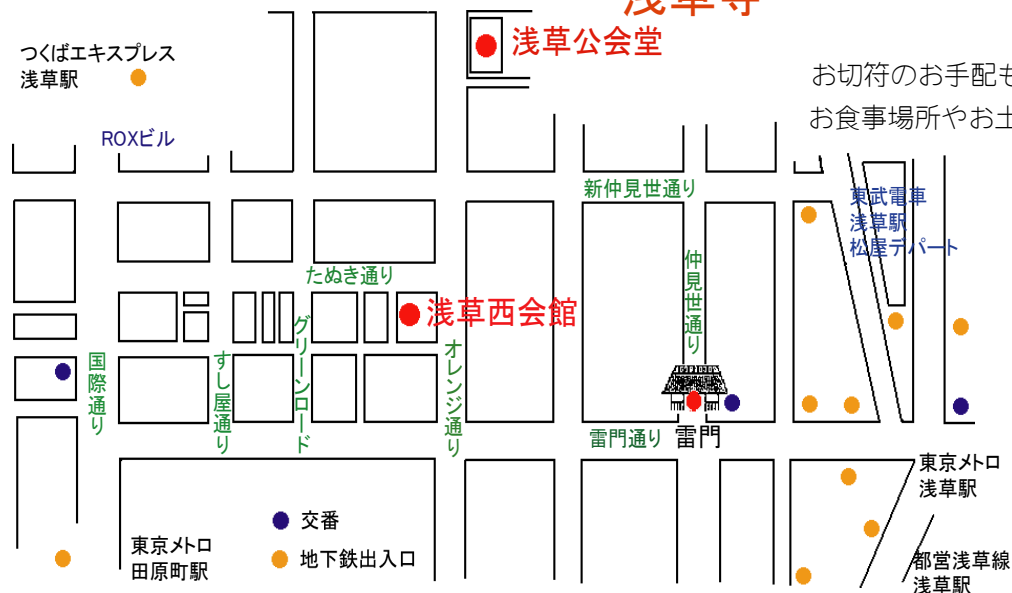 浅草寺
つくばエキスプレス
浅草駅
浅草公会堂
お切符のお手配も
お食事場所やお土
ROXビル
新仲見世通り
東武電車
浅草駅
松屋デパート
たぬき通り
仲見世通り
浅草西会館
グリーンロード
オレンジ通り
国際通り
すし屋通り
雷門通り
雷門
東京メトロ
浅草駅
交番
地下鉄出入口
東京メトロ
田原町駅
都営浅草線
浅草駅